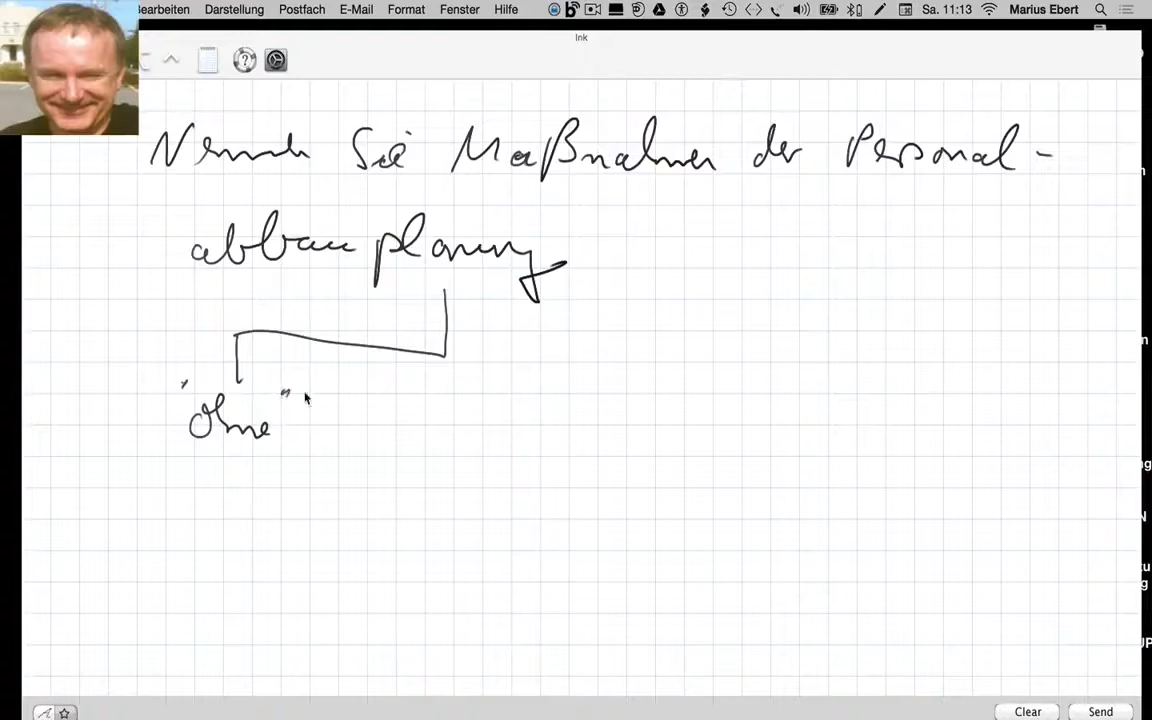 Bearbeiten Darstellung Postfach E-Mail Format Fenster Hilfe Sa. 11:13 Marius Ebert
Ink
Nennen Sie Maßnahmen der Personal-
abbauplanung
"Ohne"
Clear Send